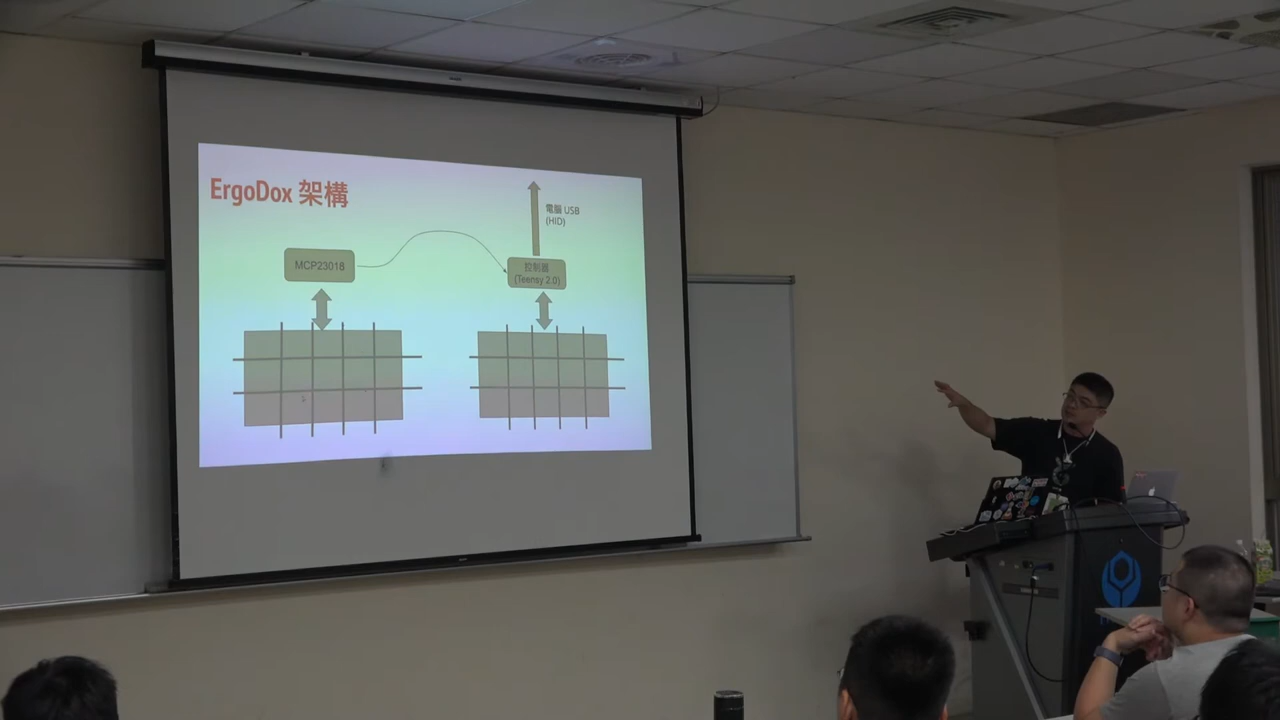 ErgoDox 架構
電腦 USB
(HID)
MCP23018
控制器
(Teensy 2.0)